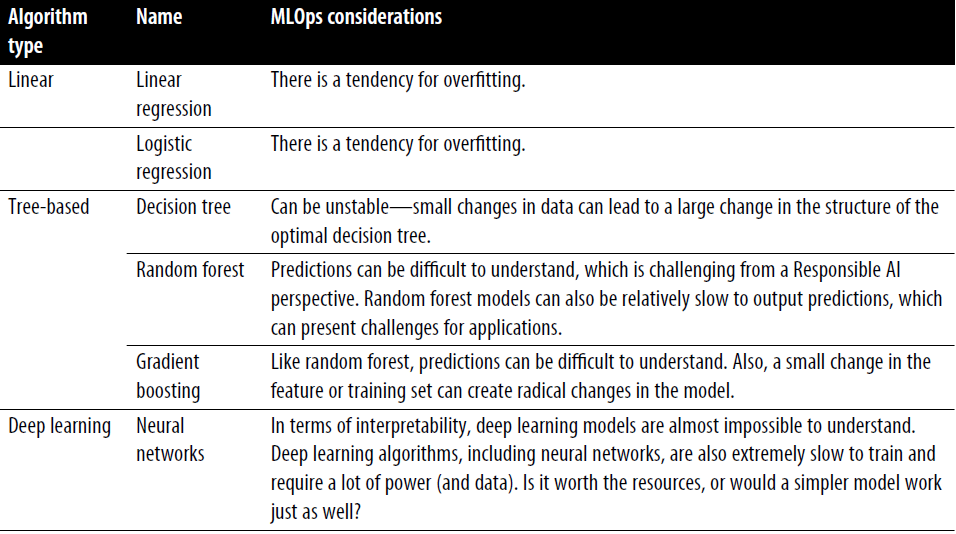 Algorithm type Name MLOps considerations
Linear Linear regression There is a tendency for overfitting.
Logistic regression There is a tendency for overfitting.
Tree-based Decision tree Can be unstable—small changes in data can lead to a large change in the structure of the
optimal decision tree.
Random forest Predictions can be difficult to understand, which is challenging from a Responsible AI
perspective. Random forest models can also be relatively slow to output predictions, which
can present challenges for applications.
Gradient boosting Like random forest, predictions can be difficult to understand. Also, a small change in the
feature or training set can create radical changes in the model.
Deep learning Neural networks In terms of interpretability, deep learning models are almost impossible to understand.
Deep learning algorithms, including neural networks, are also extremely slow to train and
require a lot of power (and data). Is it worth the resources, or would a simpler model work
just as well?